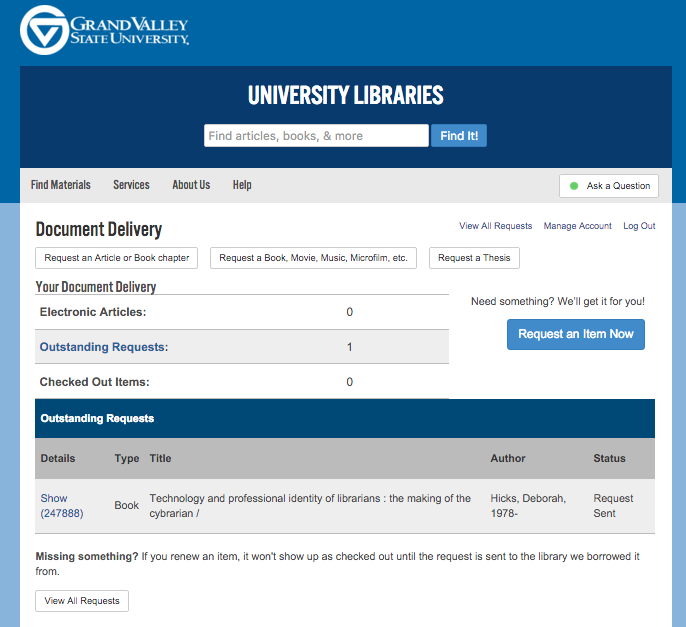 GRANDVALLEY
STATE UNIVERSITY.
UNIVERSITY LIBRARIES
Find articles, books, & more
Find It!
Find Materials Services About Us Help
Ask a Question
Document Delivery
View All Requests Manage Account Log Out
Request an Article or Book chapter
Request a Book, Movie, Music, Microfilm, etc.
Request a Thesis
Your Document Delivery
Electronic Articles: 0
Outstanding Requests: 1
Checked Out Items: 0
Need something? We'll get it for you!
Request an Item Now
Outstanding Requests
Details Type Title Author Status
Show Book Technology and professional identity of librarians : the making of the Hicks, Deborah, Request
(247888) cybrarian / 1978- Sent
Missing something? If you renew an item, it won't show up as checked out until the request is sent to the library we borrowed it
from.
View All Requests